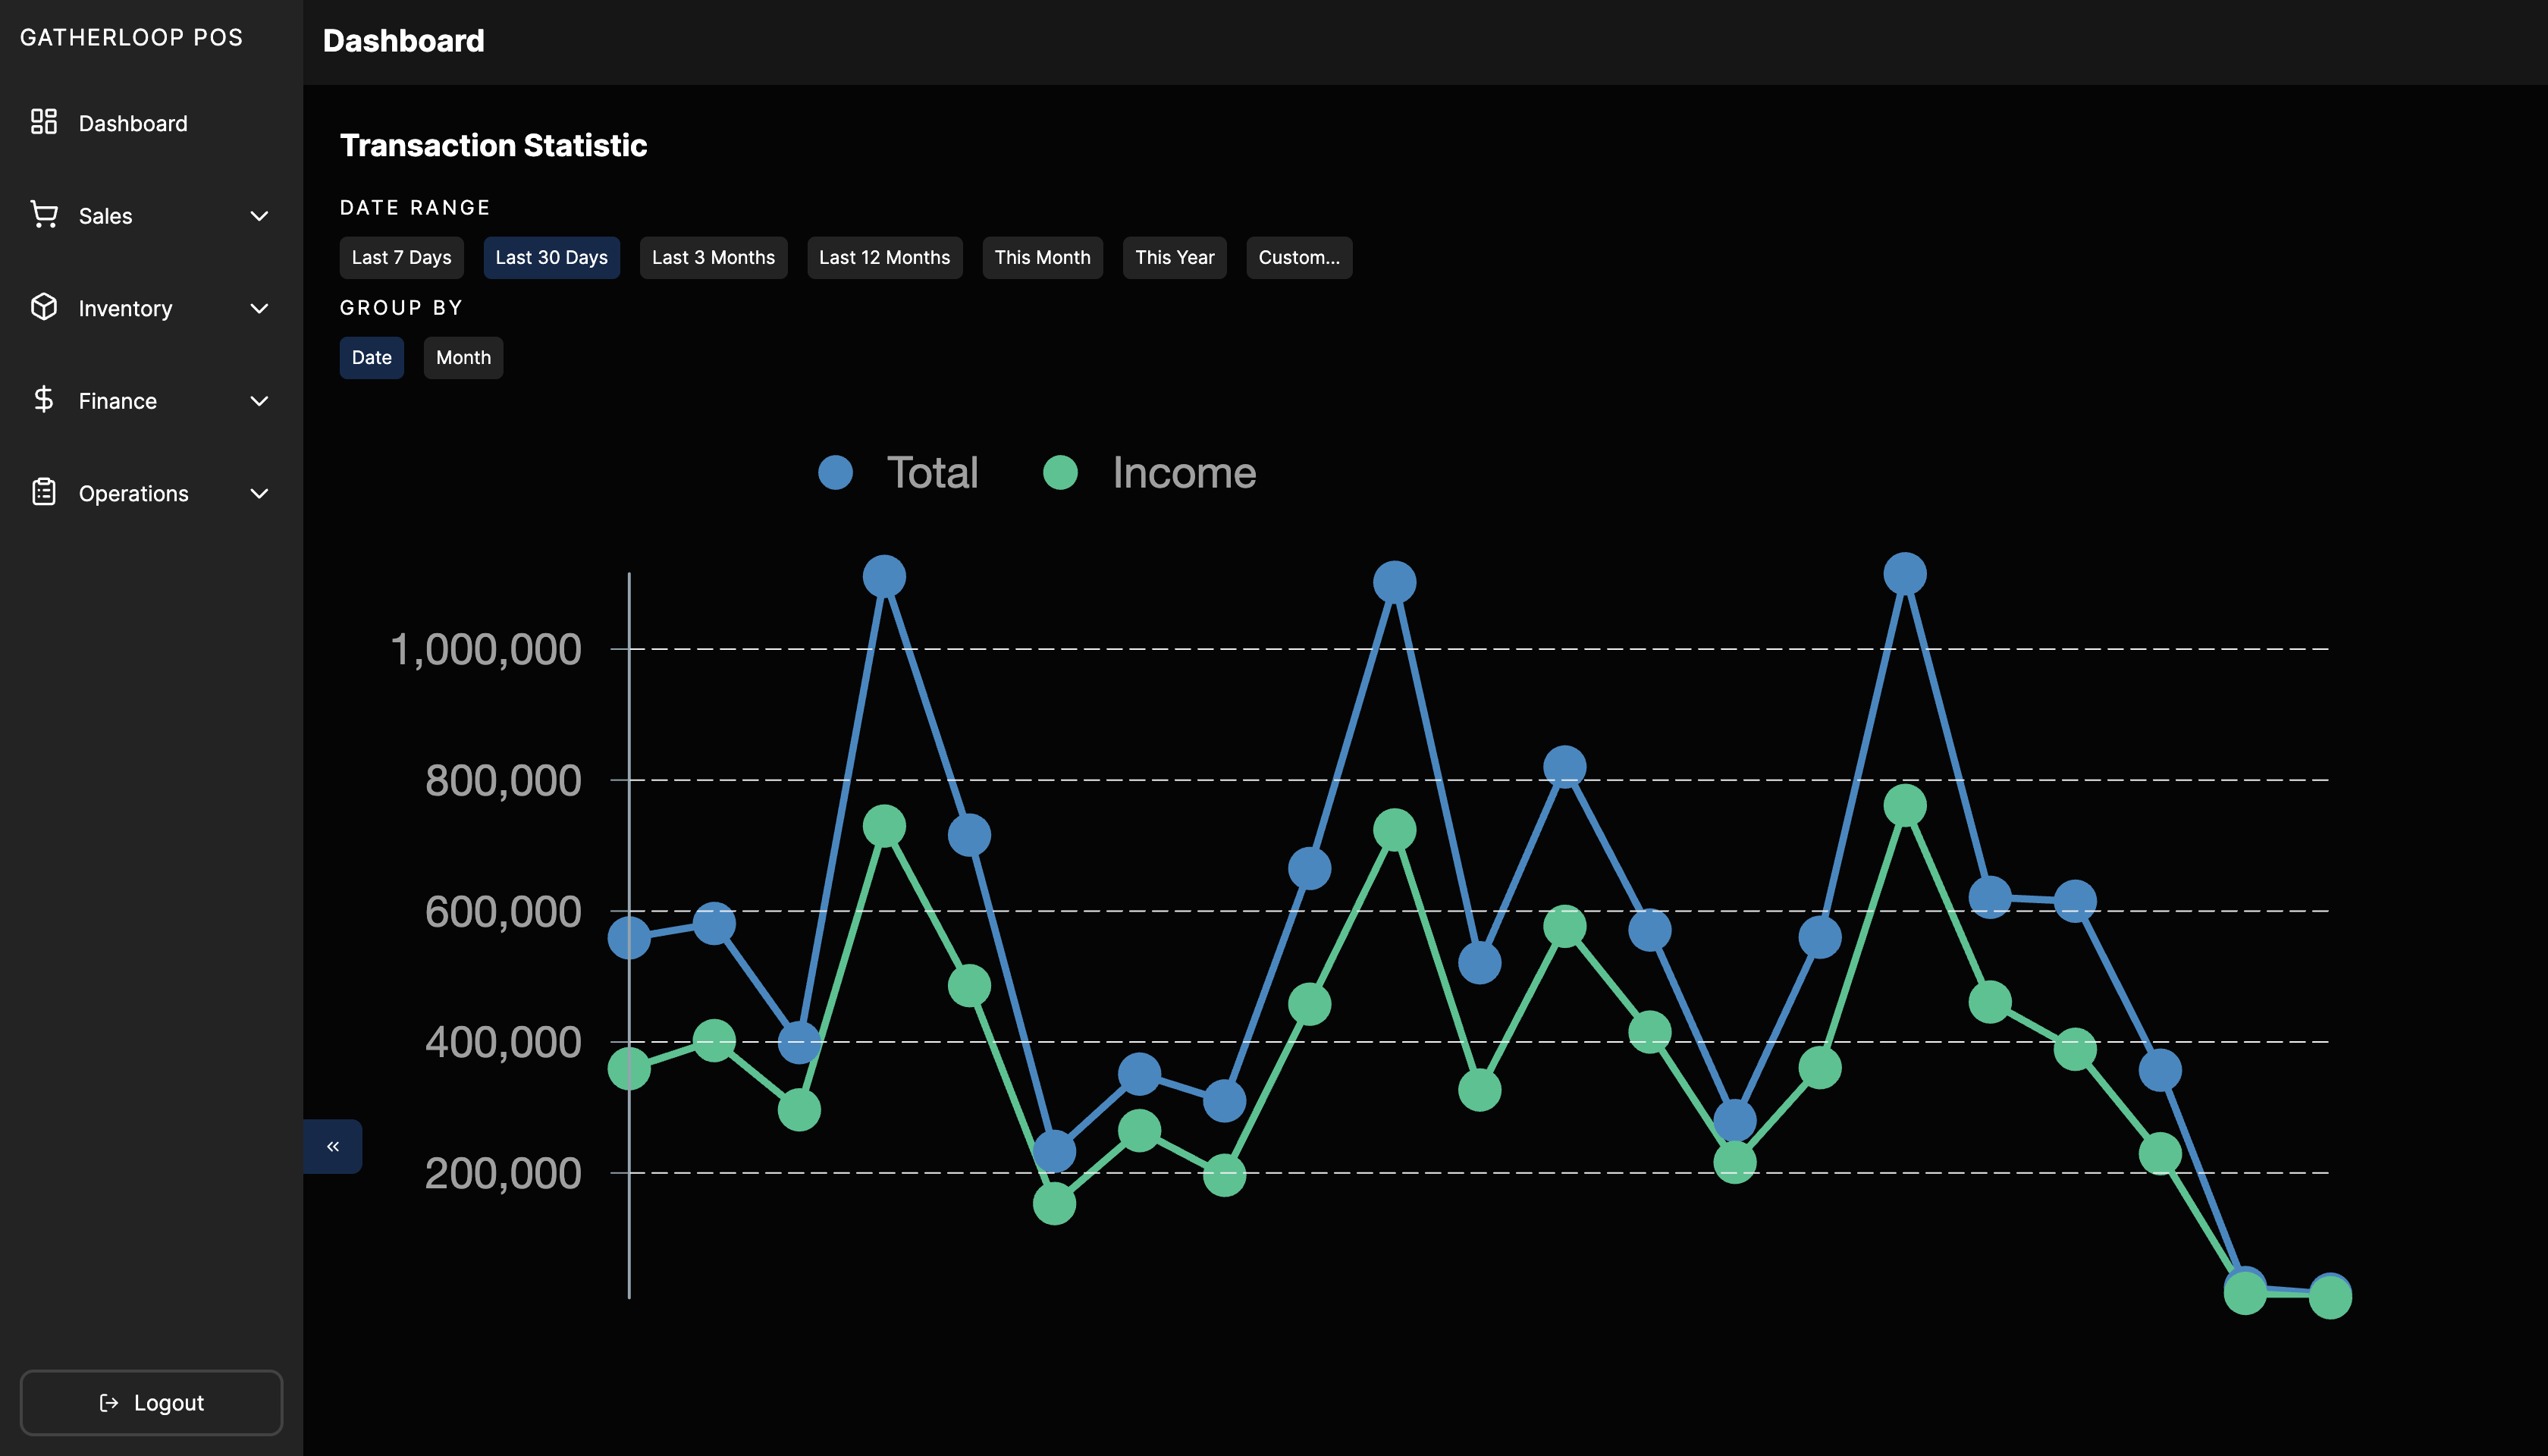 GATHERLOOP POS
Dashboard
Sales
Inventory
Finance
Operations
Logout
Dashboard
Transaction Statistic
DATE RANGE
Last 7 Days
Last 30 Days
Last 3 Months
Last 12 Months
This Month
This Year
Custom...
GROUP BY
Date
Month
Total
Income
1,000,000
800,000
600,000
400,000
200,000